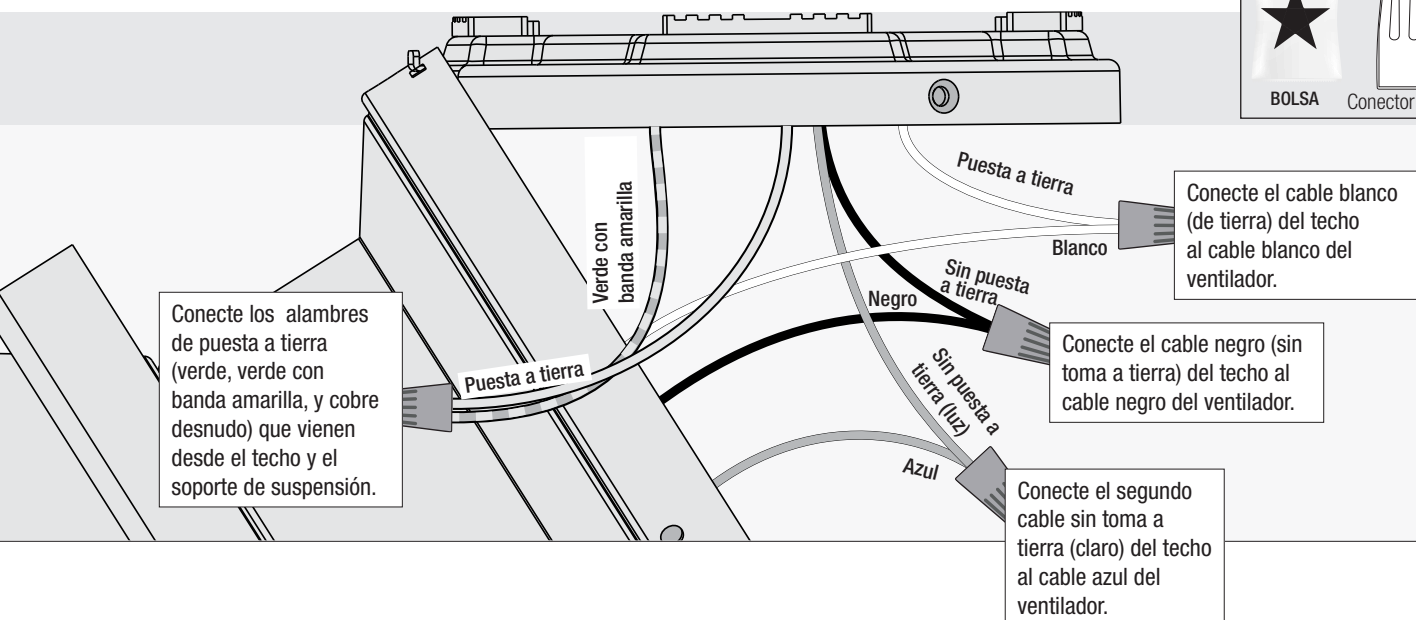 BOLSA
Conector
Verde con
banda amarilla
Puesta a tierra
Blanco
Conecte el cable blanco
(de tierra) del techo
al cable blanco del
ventilador.
Sin puesta
a tierra
Negro
Conecte el cable negro (sin
toma a tierra) del techo al
cable negro del ventilador.
Conecte los alambres
de puesta a tierra
(verde, verde con
banda amarilla, y cobre
desnudo) que vienen
desde el techo y el
soporte de suspensión.
Puesta a tierra
Sin puesta a
tierra (luz)
Azul
Conecte el segundo
cable sin toma a
tierra (claro) del techo
al cable azul del
ventilador.